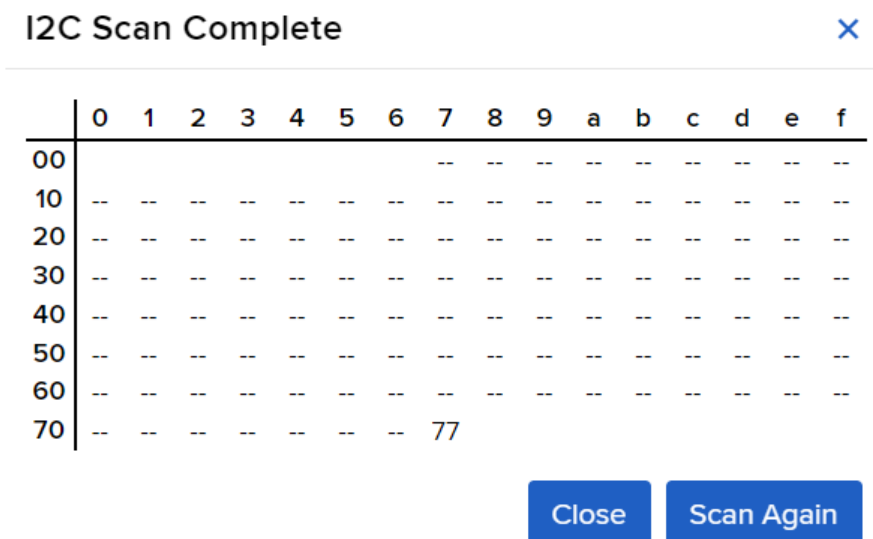 I2C Scan Complete ×
0 1 2 3 4 5 6 7 8 9 a b c d e f
00 -- -- -- -- -- -- -- -- --
10 -- -- -- -- -- -- -- -- -- -- -- -- -- -- -- --
20 -- -- -- -- -- -- -- -- -- -- -- -- -- -- -- --
30 -- -- -- -- -- -- -- -- -- -- -- -- -- -- -- --
40 -- -- -- -- -- -- -- -- -- -- -- -- -- -- -- --
50 -- -- -- -- -- -- -- -- -- -- -- -- -- -- -- --
60 -- -- -- -- -- -- -- -- -- -- -- -- -- -- -- --
70 -- -- -- -- -- -- -- 77
Close Scan Again